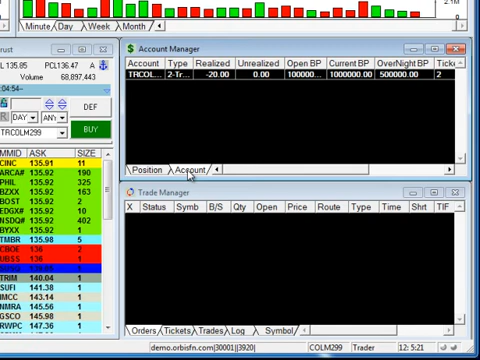 2.1M
Minute Day Week Month
rust
L 135.85 PCL136.47 A
Volume 68,897,443
:04:54~
R DAY ANY DEF
TRCOLM299 BUY
MMID ASK SIZE
CINC 135.91 11
ARCA# 135.92 190
PHIL 135.92 325
BZXX 135.92 163
BOST 135.92 2
EDGX# 135.92 10
NSDQ# 135.92 402
BYXX 135.92 1
TMBR 135.98 5
CBOE 136 2
UBSS 136 1
TRIM 140.04 1
SUFI 141.38 1
IMCC 143.14 1
NMRA 145.56 1
GSCO 145.98 1
RWPC 147.36 1
Account Manager
Account Type Realized Unrealized Open BP Current BP OverNight BP Ticke
TRCOL... 2-Tr... -20.00 0.00 100000... 1000000.00 500000.00 2
Position Account
Trade Manager
X Status Symb B/S Qty Open Price Route Type Time Shrt TIF
Orders Tickets Trades Log Symbol
demo.orbisfn.com|30001||3920| COLM299 Trader 12: 5:21